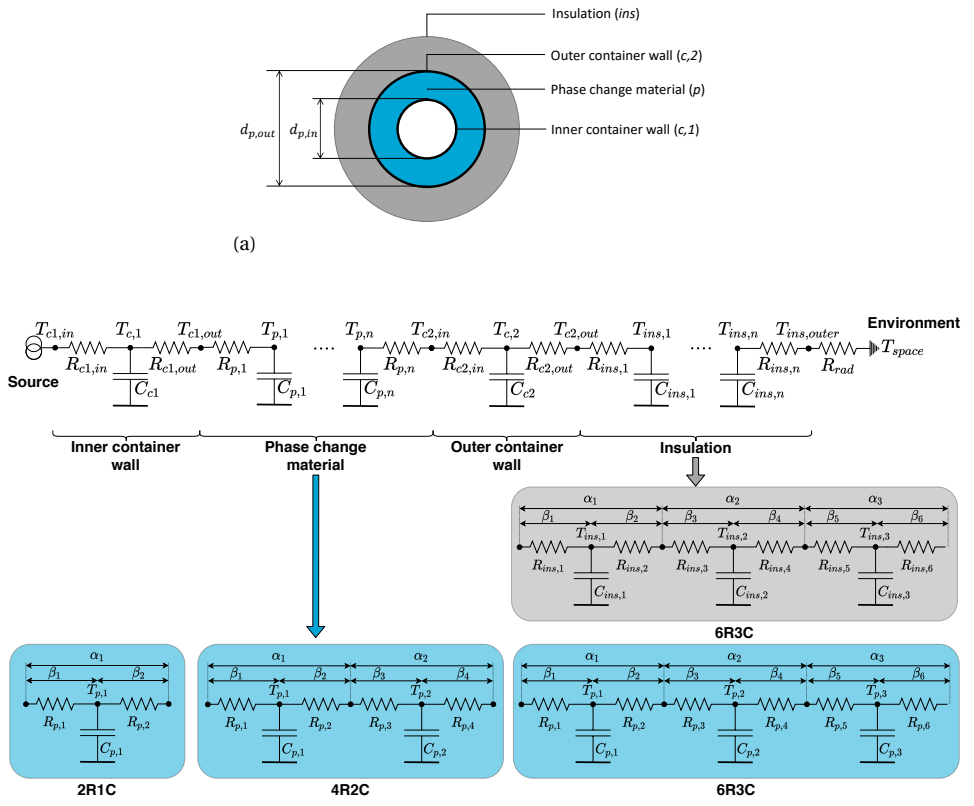 Insulation (ins)
Outer container wall (c,2)
Phase change material (p)
Inner container wall (c,1)
d_{p,out} d_{p,in}
(a)
T_{c1,in} T_{c,1} T_{c1,out} T_{p,1} T_{p,n} T_{c2,in} T_{c,2} T_{c2,out} T_{ins,1} T_{ins,n} T_{ins,outer} Environment
T_{space}
Source R_{c1,in} R_{c1,out} R_{p,1} R_{p,n} R_{c2,in} R_{c2,out} R_{ins,1} R_{ins,n} R_{rad}
C_{c1} C_{p,1} C_{p,n} C_{c2} C_{ins,1} C_{ins,n}
Inner container
wall
Phase change
material
Outer container
wall
Insulation
α_1 α_2 α_3
β_1 β_2 β_3 β_4 β_5 β_6
T_{ins,1} T_{ins,2} T_{ins,3}
R_{ins,1} R_{ins,2} R_{ins,3} R_{ins,4} R_{ins,5} R_{ins,6}
C_{ins,1} C_{ins,2} C_{ins,3}
6R3C
α_1
β_1 β_2
T_{p,1}
R_{p,1} R_{p,2}
C_{p,1}
2R1C
α_1 α_2
β_1 β_2 β_3 β_4
T_{p,1} T_{p,2}
R_{p,1} R_{p,2} R_{p,3} R_{p,4}
C_{p,1} C_{p,2}
4R2C
α_1 α_2 α_3
β_1 β_2 β_3 β_4 β_5 β_6
T_{p,1} T_{p,2} T_{p,3}
R_{p,1} R_{p,2} R_{p,3} R_{p,4} R_{p,5} R_{p,6}
C_{p,1} C_{p,2} C_{p,3}
6R3C